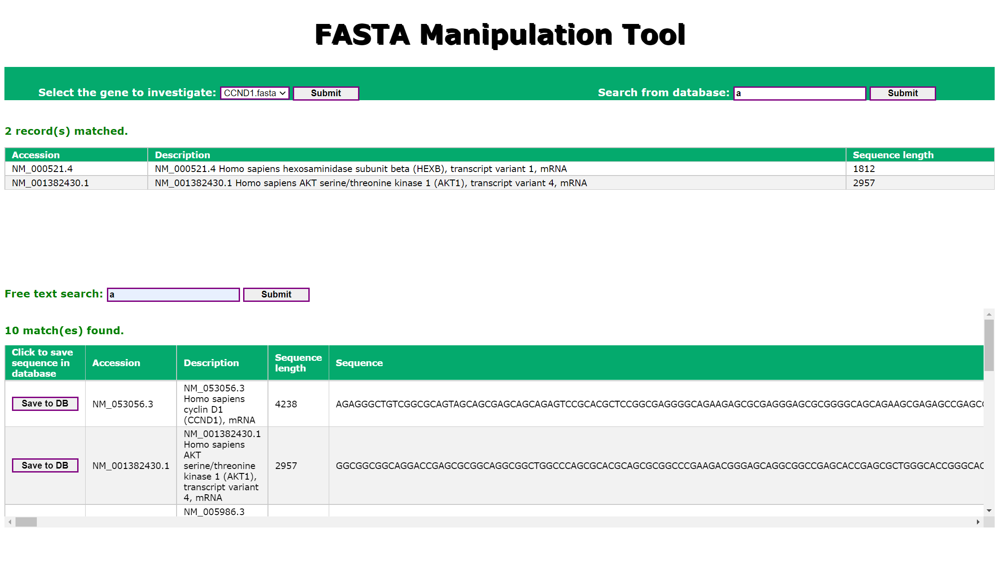 FASTA Manipulation Tool
Select the gene to investigate: CCND1.fasta Submit Search from database: a Submit
2 record(s) matched.
Accession Description Sequence length
NM_000521.4 NM_000521.4 Homo sapiens hexosaminidase subunit beta (HEXB), transcript variant 1, mRNA 1812
NM_001382430.1 NM_001382430.1 Homo sapiens AKT serine/threonine kinase 1 (AKT1), transcript variant 4, mRNA 2957
Free text search: a Submit
10 match(es) found.
Click to save
sequence in
database
Accession
Description
Sequence
length
Sequence
Save to DB
NM_053056.3
NM_053056.3
Homo sapiens
cyclin D1
(CCND1), mRNA
4238
AGAGGGCTGTCGGCGCAGTAGCAGCGAGCAGCAGAGTCCGCACGCTCCGGCGAGGGGCAGAAGAGCGCGAGGGAGCGCGGGGCAGCAGAAGCGAGAGCCGAGC
Save to DB
NM_001382430.1
NM_001382430.1
Homo sapiens
AKT
serine/threonine
kinase 1 (AKT1),
transcript variant
4, mRNA
2957
GGCGGCGGCAGGACCGAGCGCGGCAGGCGGCTGGCCCAGCGCACGCAGCGCGGCCCGAAGACGGGAGCAGGCGGCCGAGCACCGAGCGCTGGGCACCGGGCAC
NM_005986.3